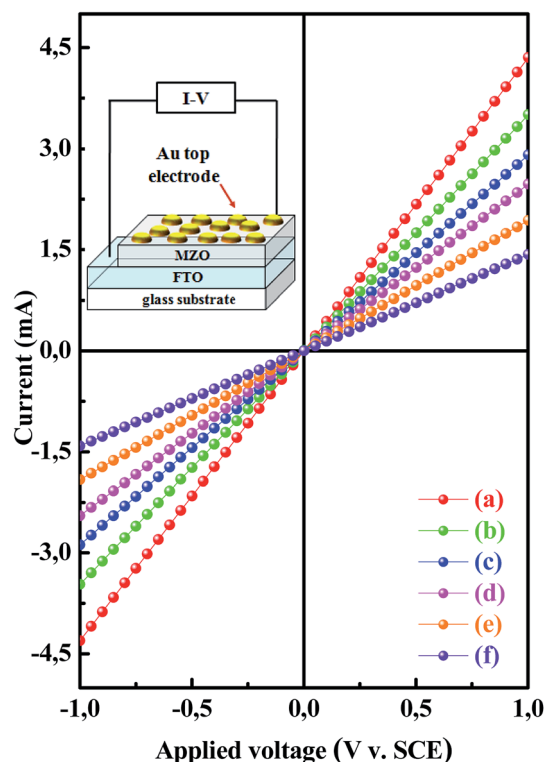 4,5
3,0
1,5
0,0
-1,5
-3,0
-4,5
Current (mA)
I-V
Au top
electrode
MZO
FTO
glass substrate
(a)
(b)
(c)
(d)
(e)
(f)
-1,0 -0,5 0,0 0,5 1,0
Applied voltage (V v. SCE)